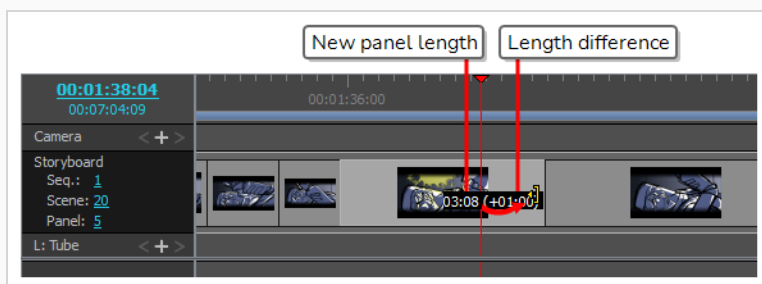 New panel length
Length difference
00:01:38:04
00:07:04:09
00:01:36:00
Camera < + >
Storyboard
Seq.: 1
Scene: 20
Panel: 5
03:08 (+01:00)
L: Tube < + >